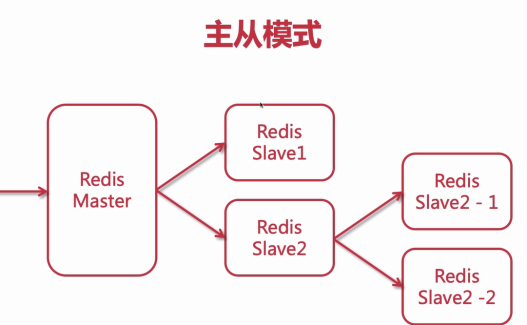 主从模式
Redis
Master
Redis
Slave1
Redis
Slave2
Redis
Slave2 - 1
Redis
Slave2 -2